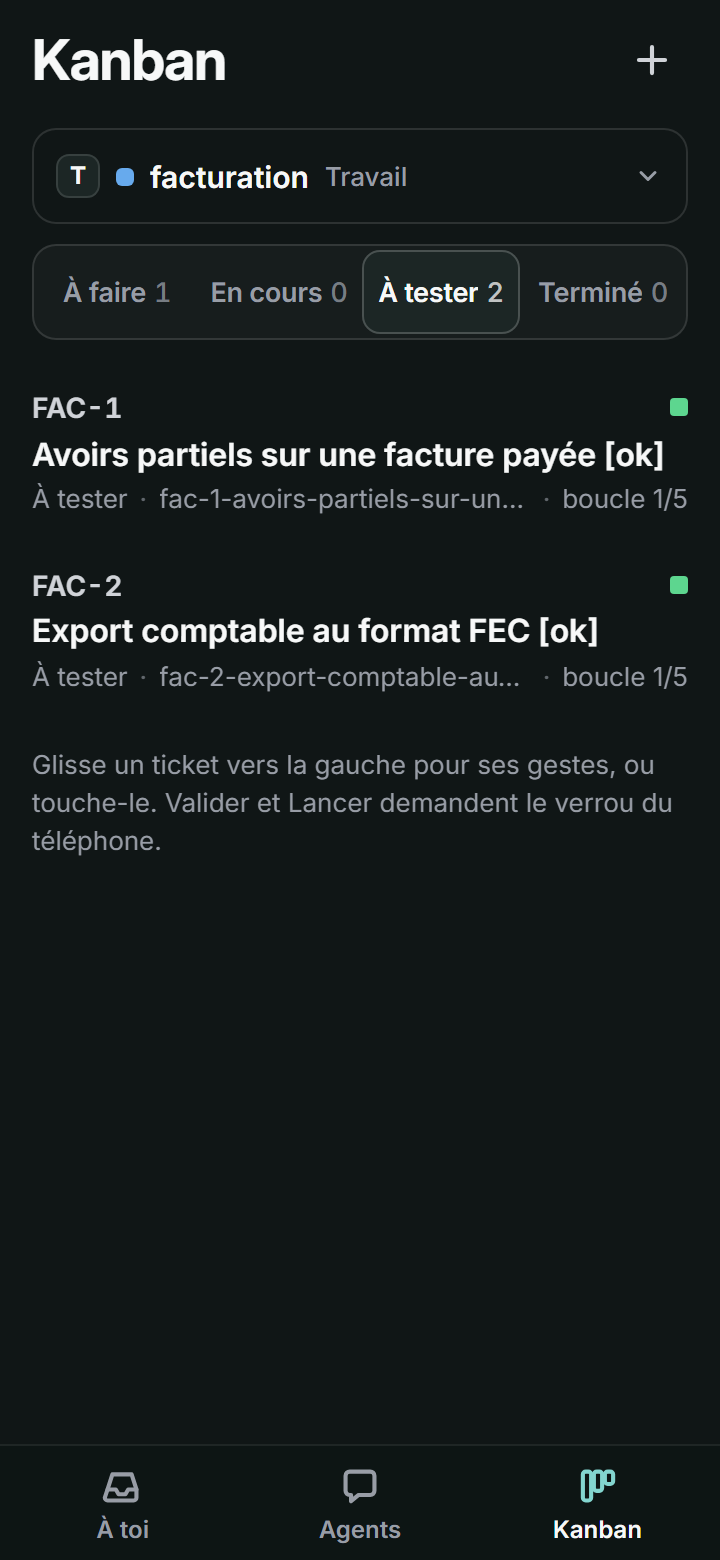 Kanban
T facturation Travail
À faire 1 En cours 0 À tester 2 Terminé 0
FAC-1
Avoirs partiels sur une facture payée [ok]
À tester · fac-1-avoirs-partiels-sur-un... · boucle 1/5
FAC-2
Export comptable au format FEC [ok]
À tester · fac-2-export-comptable-au... · boucle 1/5
Glisse un ticket vers la gauche pour ses gestes, ou
touche-le. Valider et Lancer demandent le verrou du
téléphone.
À toi Agents Kanban